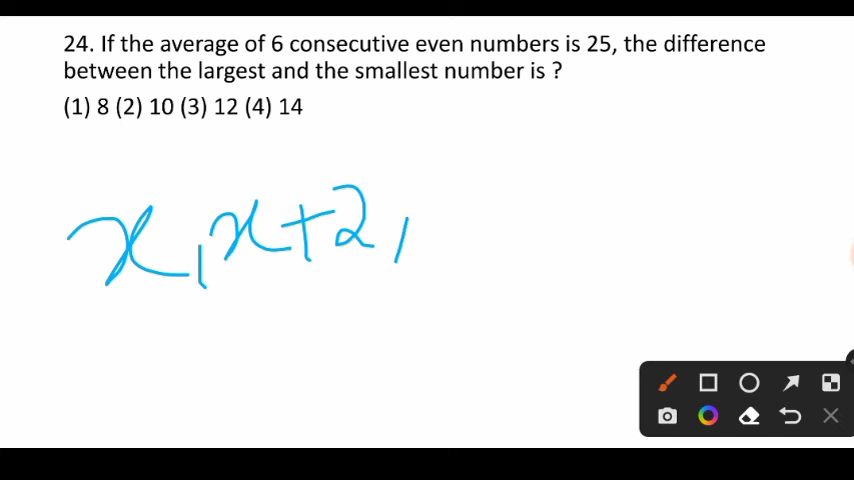 24. If the average of 6 consecutive even numbers is 25, the difference
between the largest and the smallest number is ?
(1) 8 (2) 10 (3) 12 (4) 14
x, x+2,